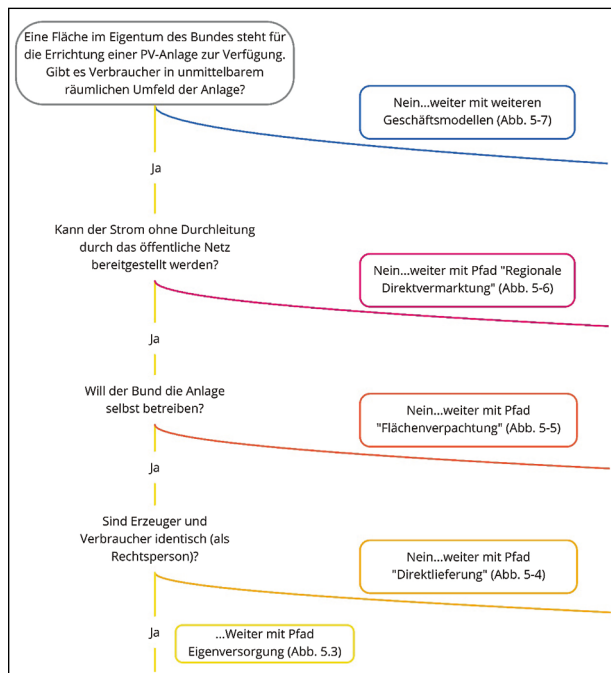 Eine Fläche im Eigentum des Bundes steht für
die Errichtung einer PV-Anlage zur Verfügung.
Gibt es Verbraucher in unmittelbarem
räumlichen Umfeld der Anlage?
Nein...weiter mit weiteren
Geschäftsmodellen (Abb. 5-7)
Ja
Kann der Strom ohne Durchleitung
durch das öffentliche Netz
bereitgestellt werden?
Nein...weiter mit Pfad "Regionale
Direktvermarktung" (Abb. 5-6)
Ja
Will der Bund die Anlage
selbst betreiben?
Nein...weiter mit Pfad
"Flächenverpachtung" (Abb. 5-5)
Ja
Sind Erzeuger und
Verbraucher identisch (als
Rechtsperson)?
Nein...weiter mit Pfad
"Direktlieferung" (Abb. 5-4)
Ja
...Weiter mit Pfad
Eigenversorgung (Abb. 5.3)